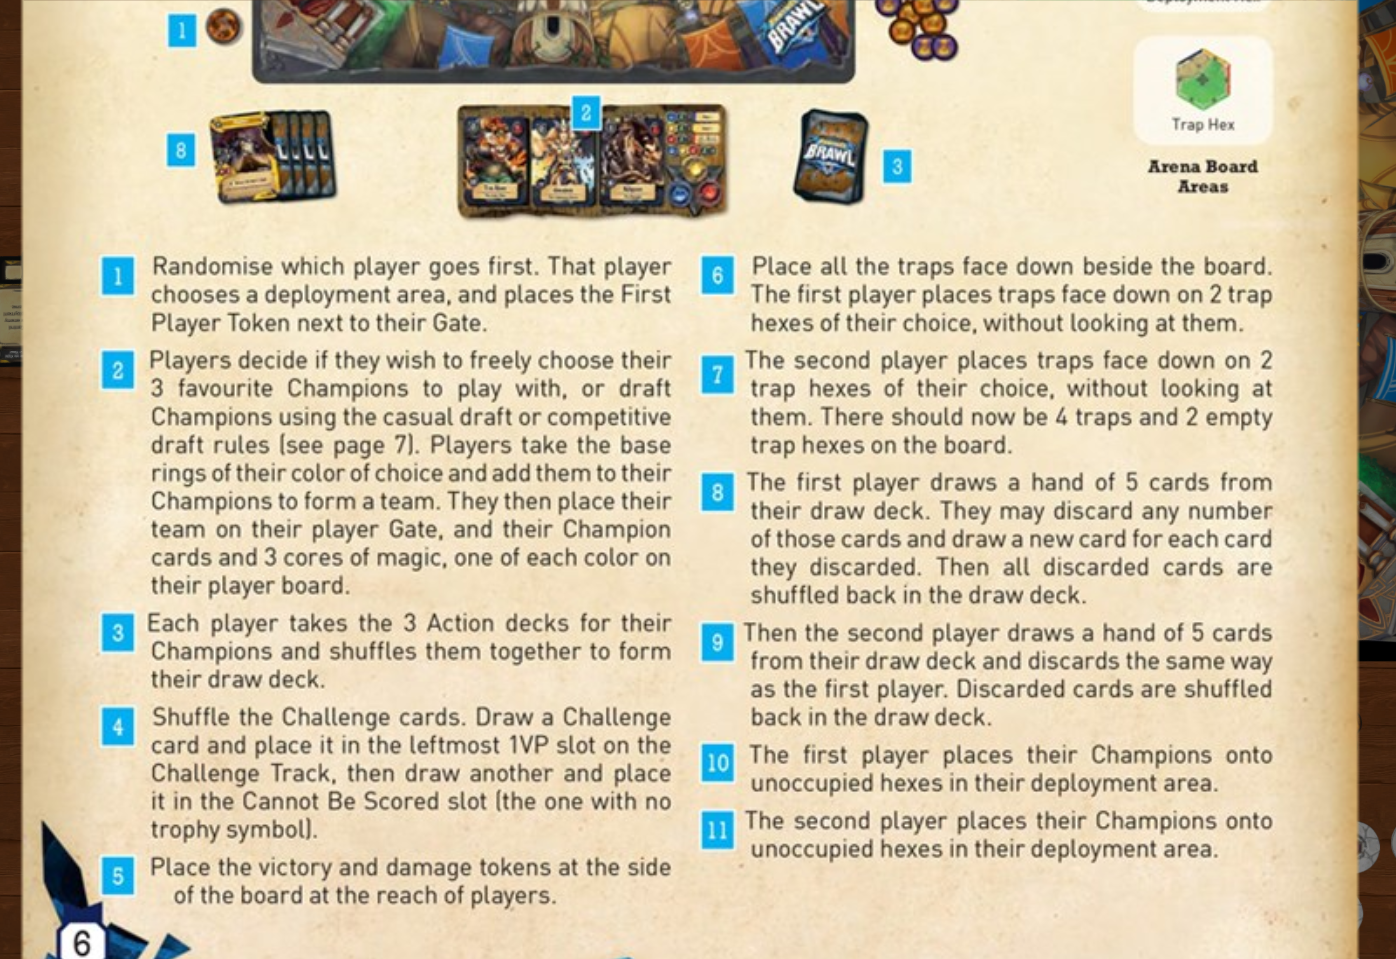 1
BRAWL
8
2
3
BRAWL
Trap Hex
Arena Board
Areas
1 Randomise which player goes first. That player
chooses a deployment area, and places the First
Player Token next to their Gate.
2 Players decide if they wish to freely choose their
3 favourite Champions to play with, or draft
Champions using the casual draft or competitive
draft rules (see page 7). Players take the base
rings of their color of choice and add them to their
Champions to form a team. They then place their
team on their player Gate, and their Champion
cards and 3 cores of magic, one of each color on
their player board.
3 Each player takes the 3 Action decks for their
Champions and shuffles them together to form
their draw deck.
4 Shuffle the Challenge cards. Draw a Challenge
card and place it in the leftmost 1VP slot on the
Challenge Track, then draw another and place
it in the Cannot Be Scored slot (the one with no
trophy symbol).
5 Place the victory and damage tokens at the side
of the board at the reach of players.
6 Place all the traps face down beside the board.
The first player places traps face down on 2 trap
hexes of their choice, without looking at them.
7 The second player places traps face down on 2
trap hexes of their choice, without looking at
them. There should now be 4 traps and 2 empty
trap hexes on the board.
8 The first player draws a hand of 5 cards from
their draw deck. They may discard any number
of those cards and draw a new card for each card
they discarded. Then all discarded cards are
shuffled back in the draw deck.
9 Then the second player draws a hand of 5 cards
from their draw deck and discards the same way
as the first player. Discarded cards are shuffled
back in the draw deck.
10 The first player places their Champions onto
unoccupied hexes in their deployment area.
11 The second player places their Champions onto
unoccupied hexes in their deployment area.
6